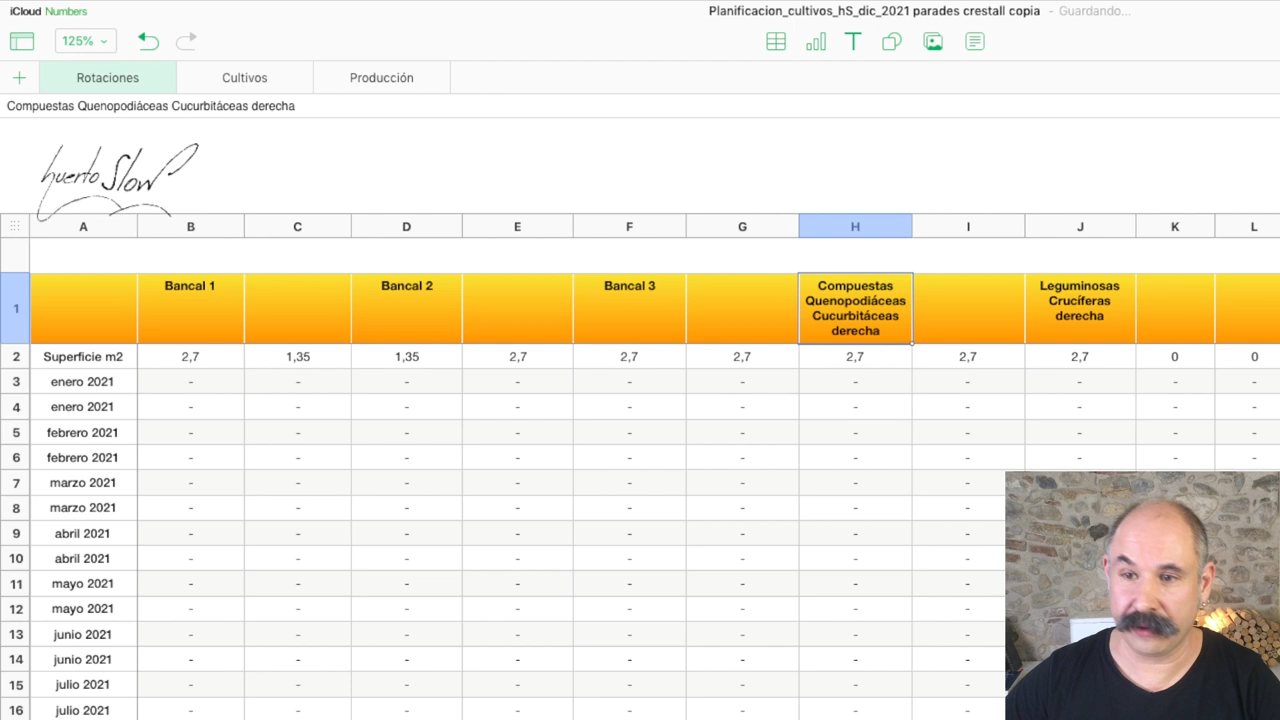 iCloud Numbers
Planificacion_cultivos_hS_dic_2021 parades crestall copia - Guardando...
125%
T
+ Rotaciones Cultivos Producción
Compuestas Quenopodiáceas Cucurbitáceas derecha
huerto Slow
A B C D E F G H I J K L
1 Bancal 1 Bancal 2 Bancal 3 Compuestas Quenopodiáceas Cucurbitáceas derecha Leguminosas Crucíferas derecha
2 Superficie m2 2,7 1,35 1,35 2,7 2,7 2,7 2,7 2,7 2,7 0 0
3 enero 2021 - - - - - - - - - - -
4 enero 2021 - - - - - - - - - - -
5 febrero 2021 - - - - - - - - - - -
6 febrero 2021 - - - - - - - - - - -
7 marzo 2021 - - - - - - - -
8 marzo 2021 - - - - - - - -
9 abril 2021 - - - - - - - -
10 abril 2021 - - - - - - - -
11 mayo 2021 - - - - - - - -
12 mayo 2021 - - - - - - - -
13 junio 2021 - - - - - - - -
14 junio 2021 - - - - - - - -
15 julio 2021 - - - - - - - -
16 julio 2021 - - - - - - - -